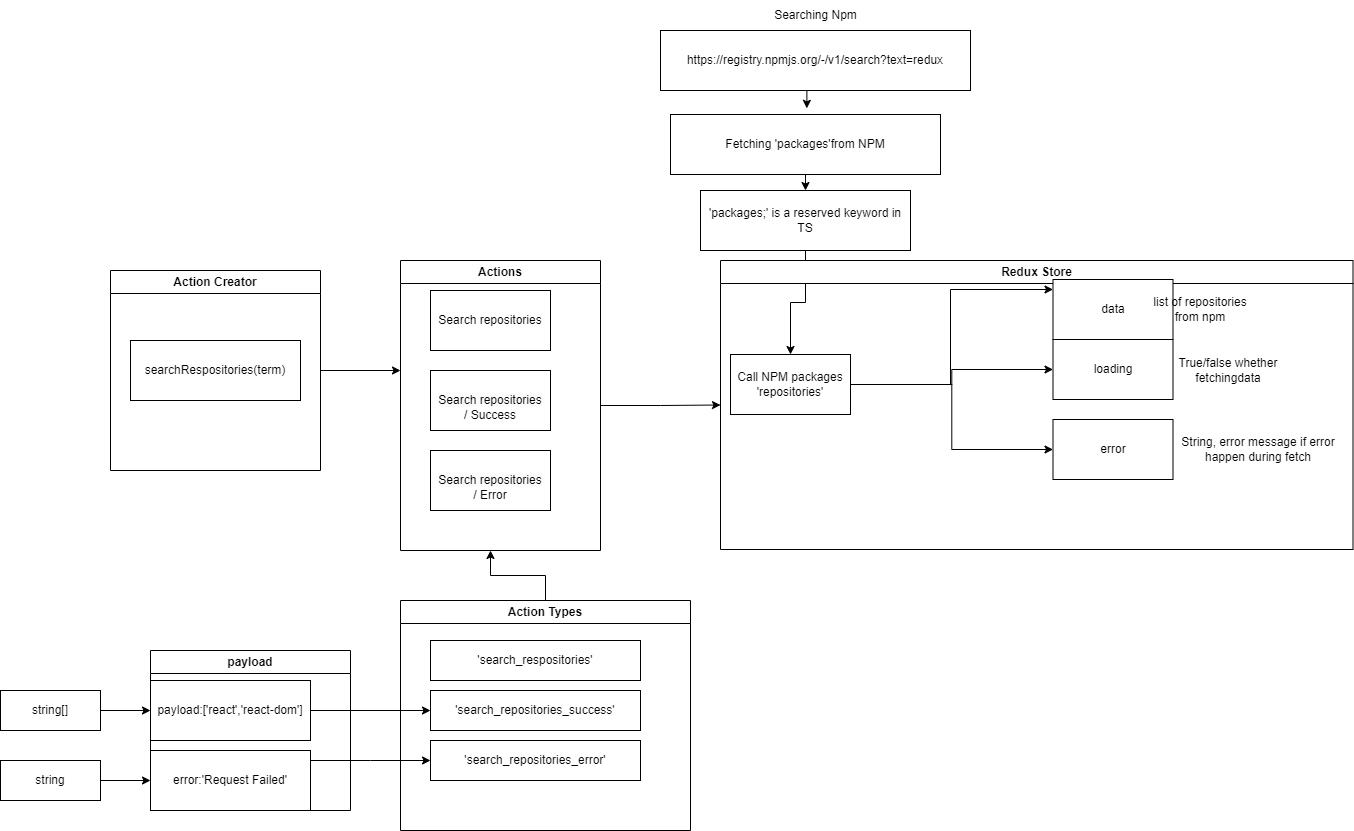 Searching Npm
https://registry.npmjs.org/-/v1/search?text=redux
Fetching 'packages'from NPM
'packages;' is a reserved keyword in
TS
Action Creator
searchRespositories(term)
Actions
Search repositories
Search repositories
/ Success
Search repositories
/ Error
Redux Store
Call NPM packages
'repositories'
data
list of repositories
from npm
loading
True/false whether
fetchingdata
error
String, error message if error
happen during fetch
Action Types
'search_respositories'
'search_repositories_success'
'search_repositories_error'
payload
payload:['react','react-dom']
error:'Request Failed'
string[]
string